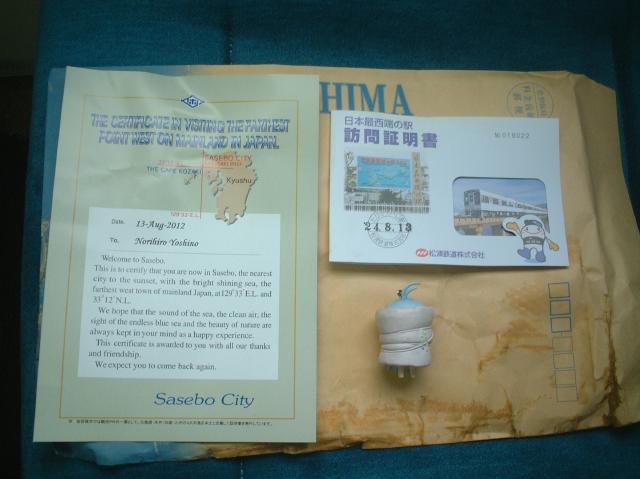 THE CERTIFICATE IN VISITING THE FARTHEST
POINT WEST ON MAINLAND IN JAPAN.
SASEBO CITY
THE CAPE KOZAKI
Kyushu
129°33'E.L.
Date. 13-Aug-2012
To. Norihiro Yoshino
Welcome to Sasebo.
This is to certify that you are now in Sasebo, the nearest
city to the sunset, with the bright shining sea, the
farthest west town of mainland Japan, at129°33'E.L. and
33°12'N.L.
We hope that the sound of the sea, the clean air, the
sight of the endless blue sea and the beauty of nature are
always kept in your mind as a happy experience.
This certificate is awarded to you with all our thanks
and friendship.
We expect you to come back again.
Sasebo City
HIMA
日本最西端の駅
訪問証明書
№018022
24.8.13
松浦鉄道株式会社